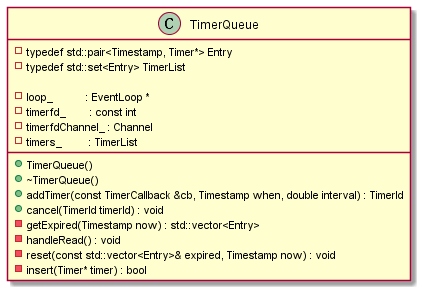 C TimerQueue
typedef std::pair<Timestamp, Timer*> Entry
typedef std::set<Entry> TimerList
loop_ : EventLoop *
timerfd_ : const int
timerfdChannel_ : Channel
timers_ : TimerList
TimerQueue()
~TimerQueue()
addTimer(const TimerCallback &cb, Timestamp when, double interval) : TimerId
cancel(TimerId timerId) : void
getExpired(Timestamp now) : std::vector<Entry>
handleRead() : void
reset(const std::vector<Entry>& expired, Timestamp now) : void
insert(Timer* timer) : bool